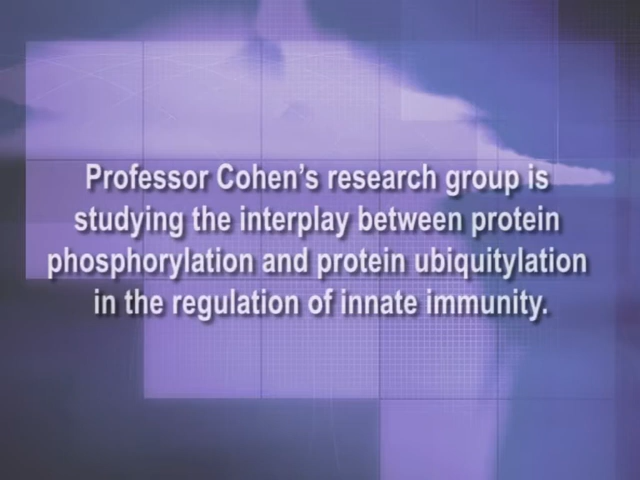 Professor Cohen's research group is
studying the interplay between protein
phosphorylation and protein ubiquitylation
in the regulation of innate immunity.